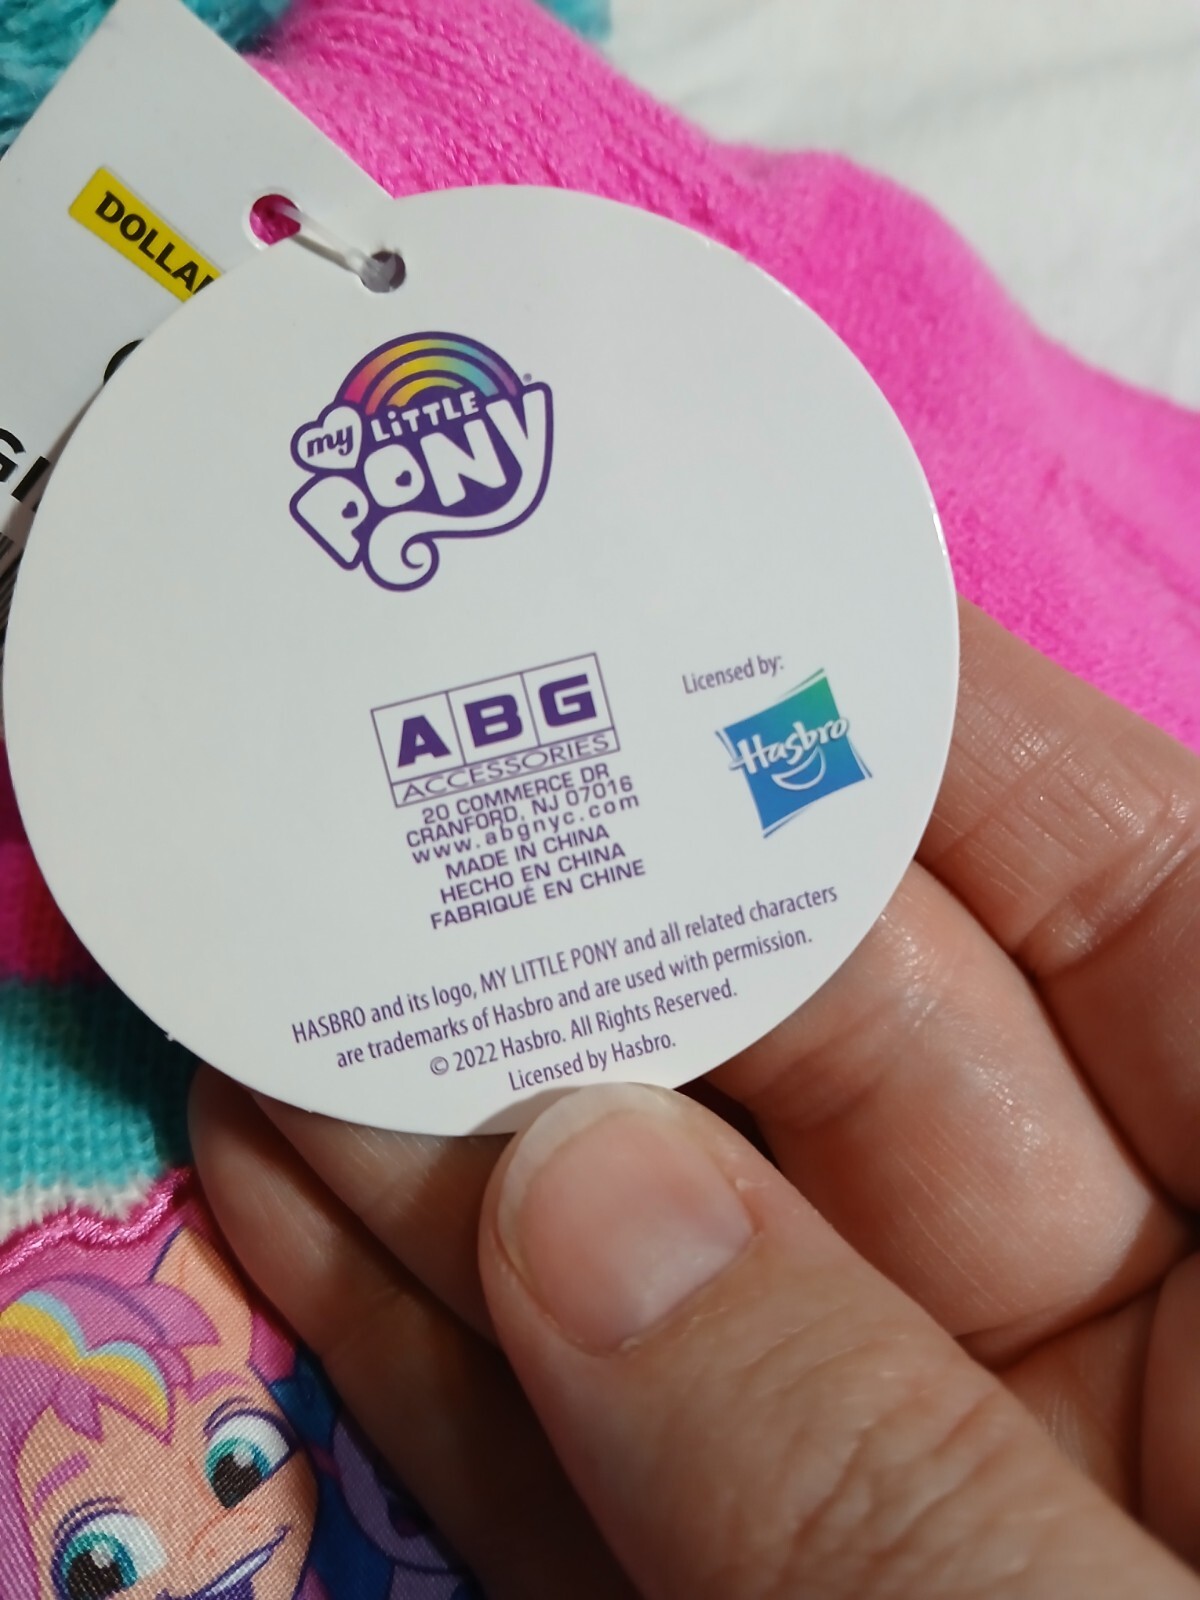 my LiTTLE
PONY
ABG
ACCESSORIES
20 COMMERCE DR
CRANFORD, NJ 07016
www.abgnyc.com
MADE IN CHINA
HECHO EN CHINA
FABRIQUÉ EN CHINE
Licensed by:
Hasbro
HASBRO and its logo, MY LITTLE PONY and all related characters
are trademarks of Hasbro and are used with permission.
© 2022 Hasbro. All Rights Reserved.
Licensed by Hasbro.